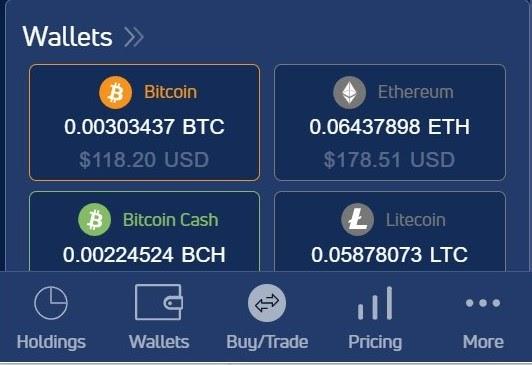 Wallets
Bitcoin
0.00303437 BTC
$118.20 USD
Ethereum
0.06437898 ETH
$178.51 USD
Bitcoin Cash
0.00224524 BCH
Litecoin
0.05878073 LTC
Holdings
Wallets
Buy/Trade
Pricing
More